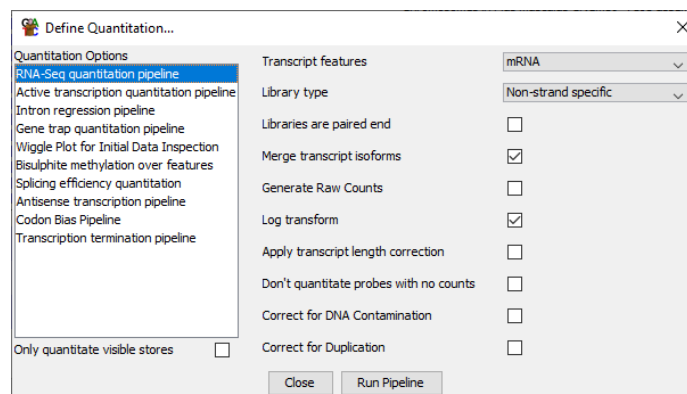 Define Quantitation...
Quantitation Options
RNA-Seq quantitation pipeline
Active transcription quantitation pipeline
Intron regression pipeline
Gene trap quantitation pipeline
Wiggle Plot for Initial Data Inspection
Bisulphite methylation over features
Splicing efficiency quantitation
Antisense transcription pipeline
Codon Bias Pipeline
Transcription termination pipeline
Only quantitate visible stores
Transcript features mRNA
Library type Non-strand specific
Libraries are paired end
Merge transcript isoforms
Generate Raw Counts
Log transform
Apply transcript length correction
Don't quantitate probes with no counts
Correct for DNA Contamination
Correct for Duplication
Close Run Pipeline